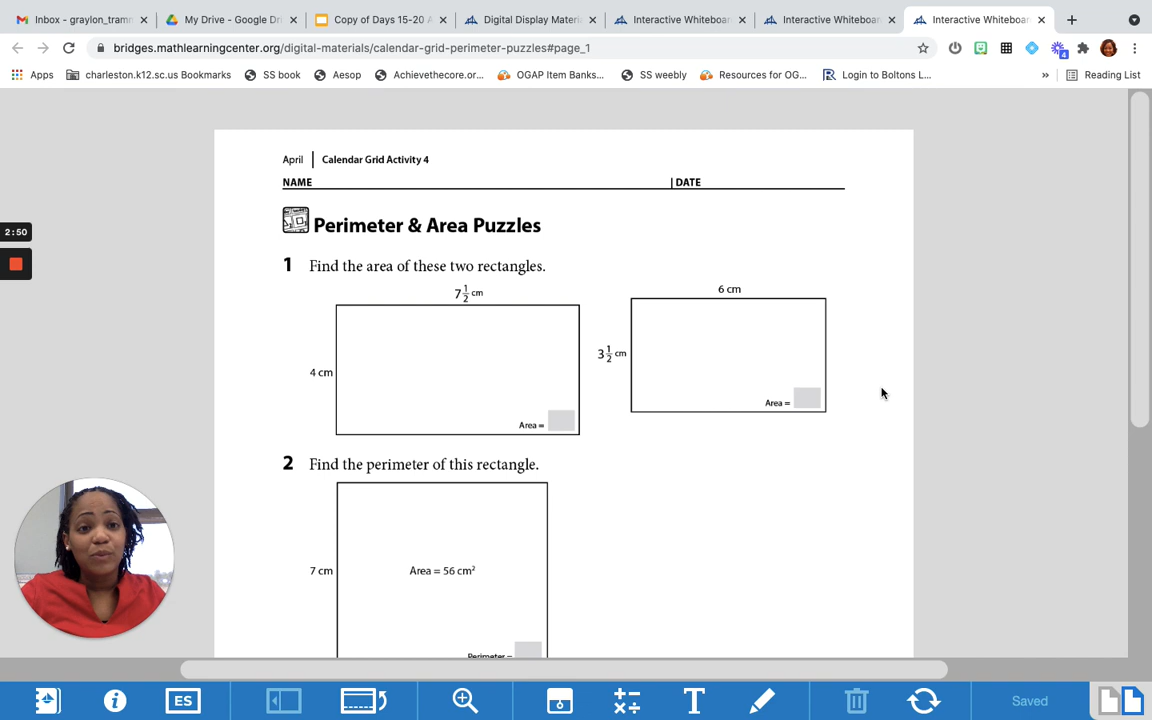 Inbox - graylon_tramm
My Drive - Google Dri
Copy of Days 15-20 A
Digital Display Materia
Interactive Whiteboar
Interactive Whiteboar
Interactive Whiteboar
bridges.mathlearningcenter.org/digital-materials/calendar-grid-perimeter-puzzles#page_1
4
Apps
charleston.k12.sc.us Bookmarks
SS book
Aesop
Achievethecore.or...
OGAP Item Banks...
SS weekly
Resources for OG...
Login to Boltons L...
»
Reading List
April | Calendar Grid Activity 4
NAME | DATE
2:50
Perimeter & Area Puzzles
1 Find the area of these two rectangles.
7 1/2 cm
6 cm
3 1/2 cm
4 cm
Area =
Area =
2 Find the perimeter of this rectangle.
7 cm
Area = 56 cm²
Perimeter =
ES
T
Saved